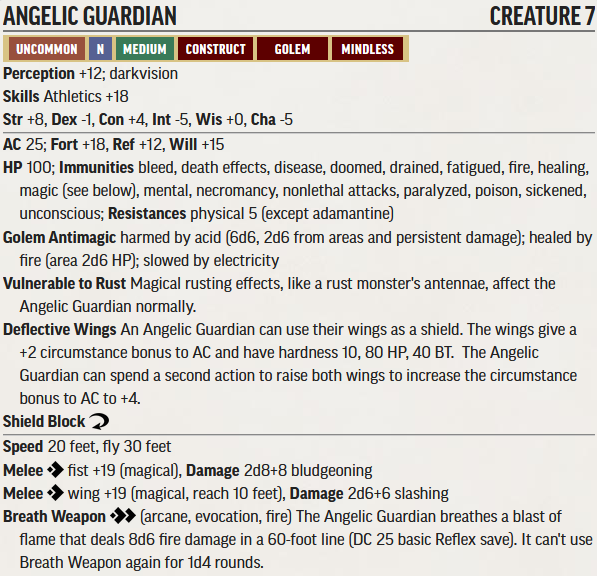 ANGELIC GUARDIAN CREATURE 7
UNCOMMON N MEDIUM CONSTRUCT GOLEM MINDLESS
Perception +12; darkvision
Skills Athletics +18
Str +8, Dex -1, Con +4, Int -5, Wis +0, Cha -5
AC 25; Fort +18, Ref +12, Will +15
HP 100; Immunities bleed, death effects, disease, doomed, drained, fatigued, fire, healing,
magic (see below), mental, necromancy, nonlethal attacks, paralyzed, poison, sickened,
unconscious; Resistances physical 5 (except adamantine)
Golem Antimagic harmed by acid (6d6, 2d6 from areas and persistent damage); healed by
fire (area 2d6 HP); slowed by electricity
Vulnerable to Rust Magical rusting effects, like a rust monster's antennae, affect the
Angelic Guardian normally.
Deflective Wings An Angelic Guardian can use their wings as a shield. The wings give a
+2 circumstance bonus to AC and have hardness 10, 80 HP, 40 BT. The Angelic
Guardian can spend a second action to raise both wings to increase the circumstance
bonus to AC to +4.
Shield Block
Speed 20 feet, fly 30 feet
Melee fist +19 (magical), Damage 2d8+8 bludgeoning
Melee wing +19 (magical, reach 10 feet), Damage 2d6+6 slashing
Breath Weapon (arcane, evocation, fire) The Angelic Guardian breathes a blast of
flame that deals 8d6 fire damage in a 60-foot line (DC 25 basic Reflex save). It can't use
Breath Weapon again for 1d4 rounds.